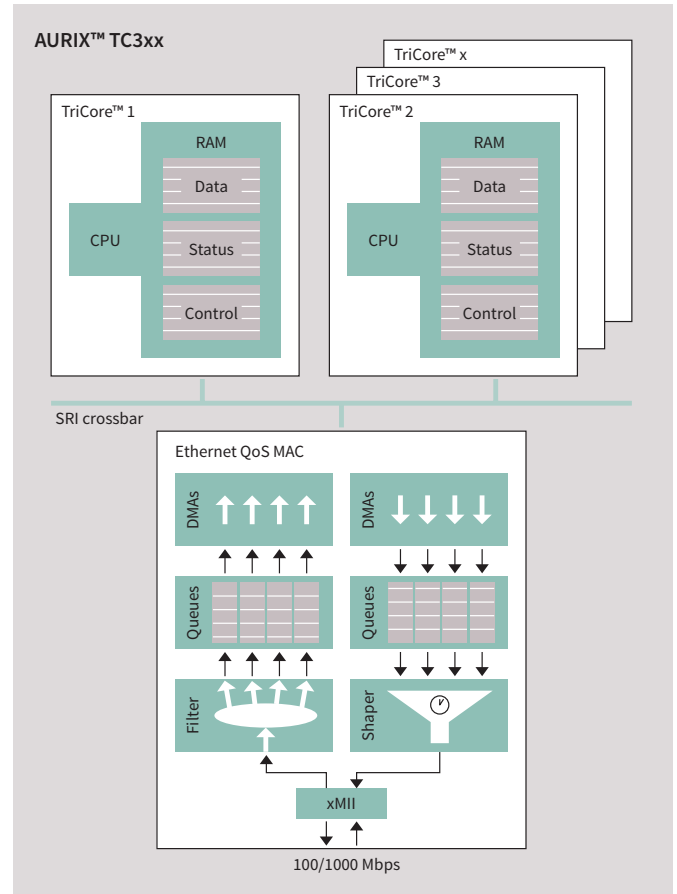 AURIX™ TC3xx
TriCore™ x
TriCore™ 3
TriCore™ 1
TriCore™ 2
RAM
Data
CPU
Status
Control
RAM
Data
CPU
Status
Control
SRI crossbar
Ethernet QoS MAC
DMAs
DMAs
Queues
Queues
Filter
Shaper
xMII
100/1000 Mbps